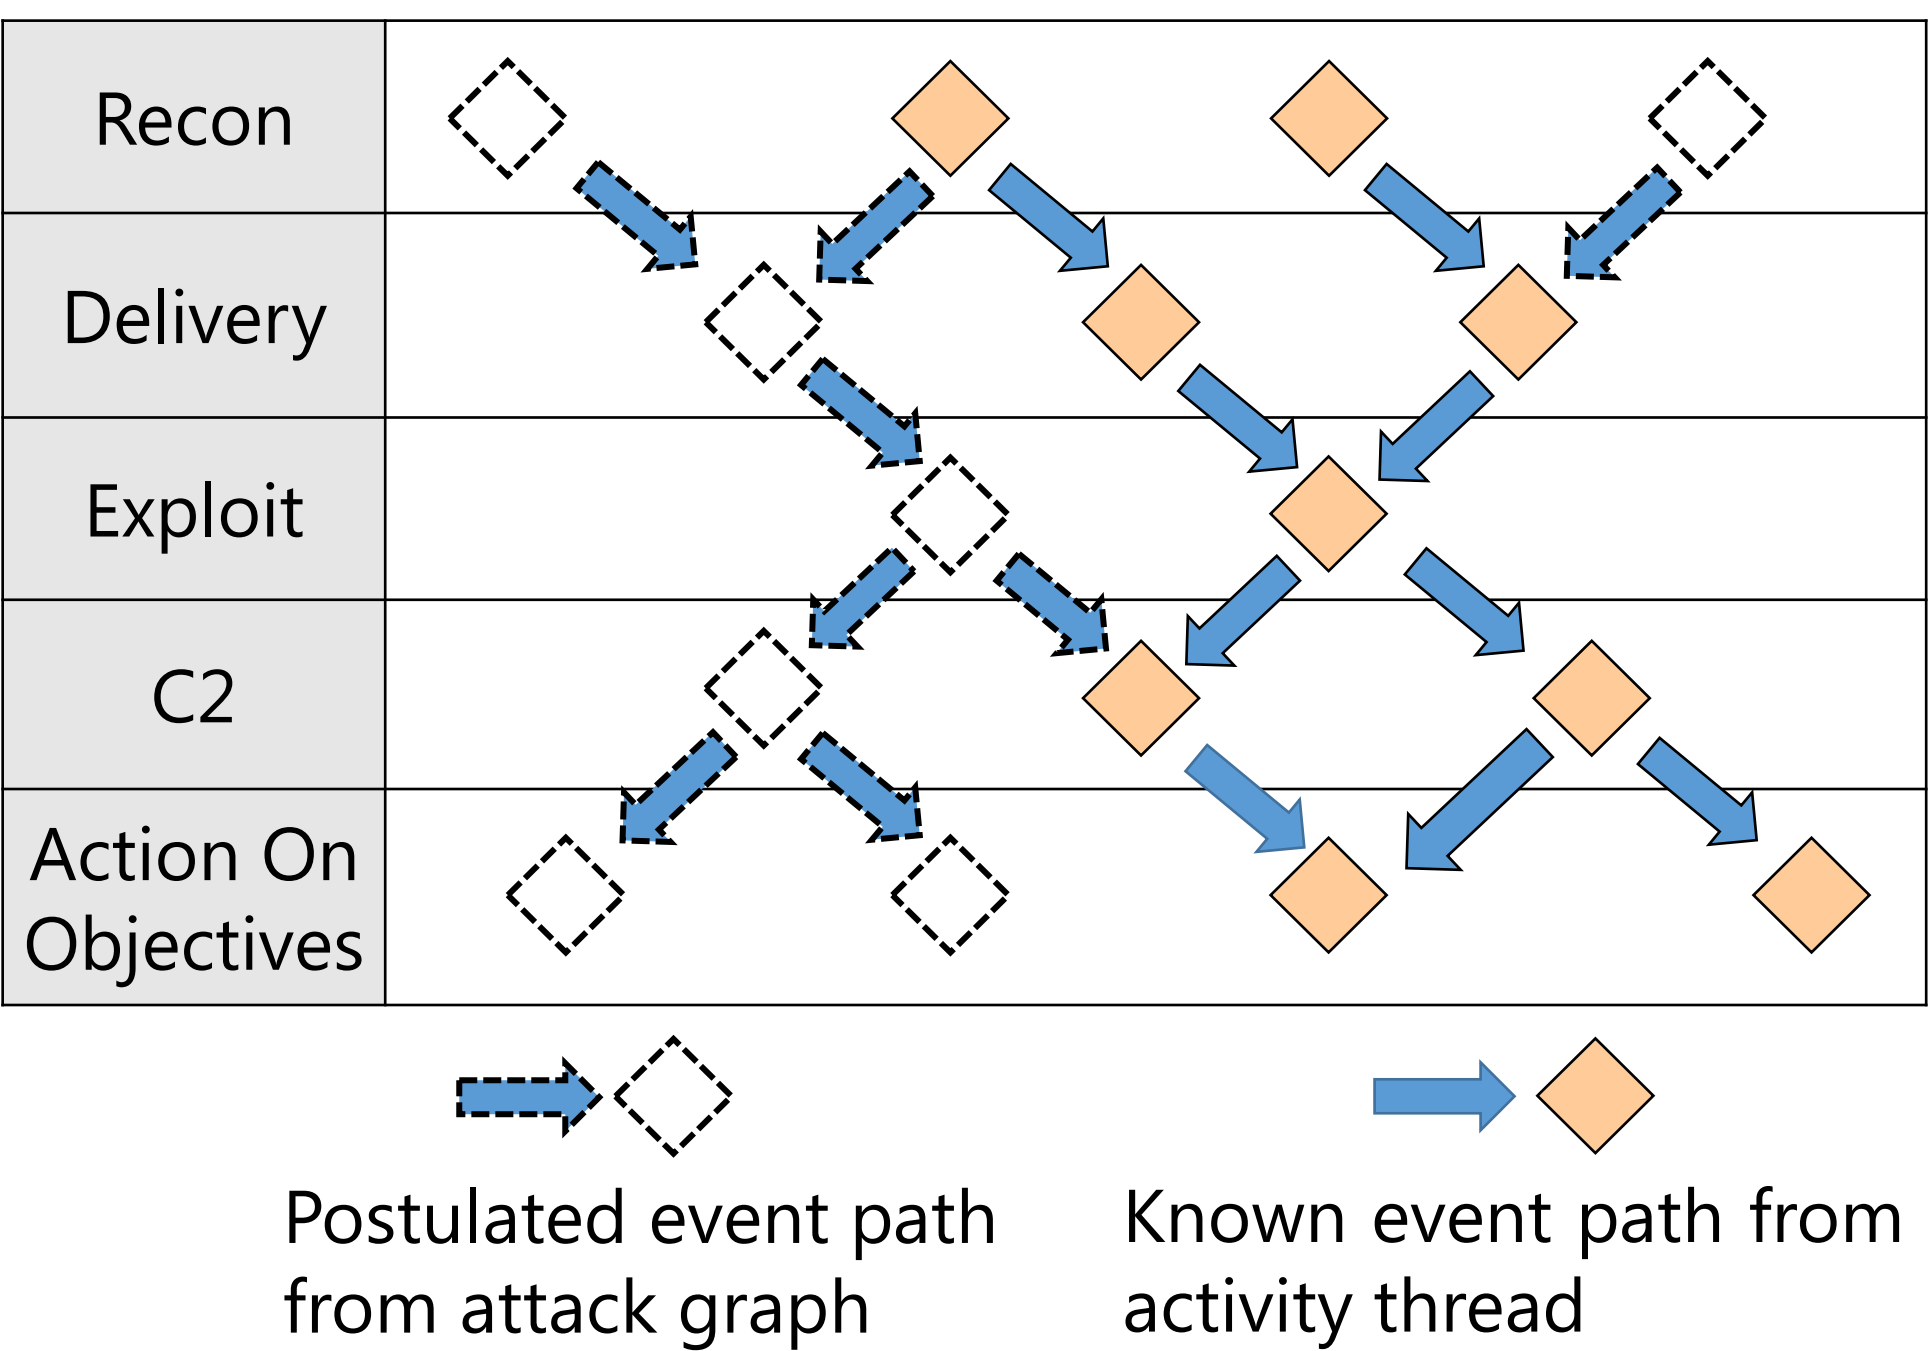 Recon
Delivery
Exploit
C2
Action On
Objectives
Postulated event path
from attack graph
Known event path from
activity thread